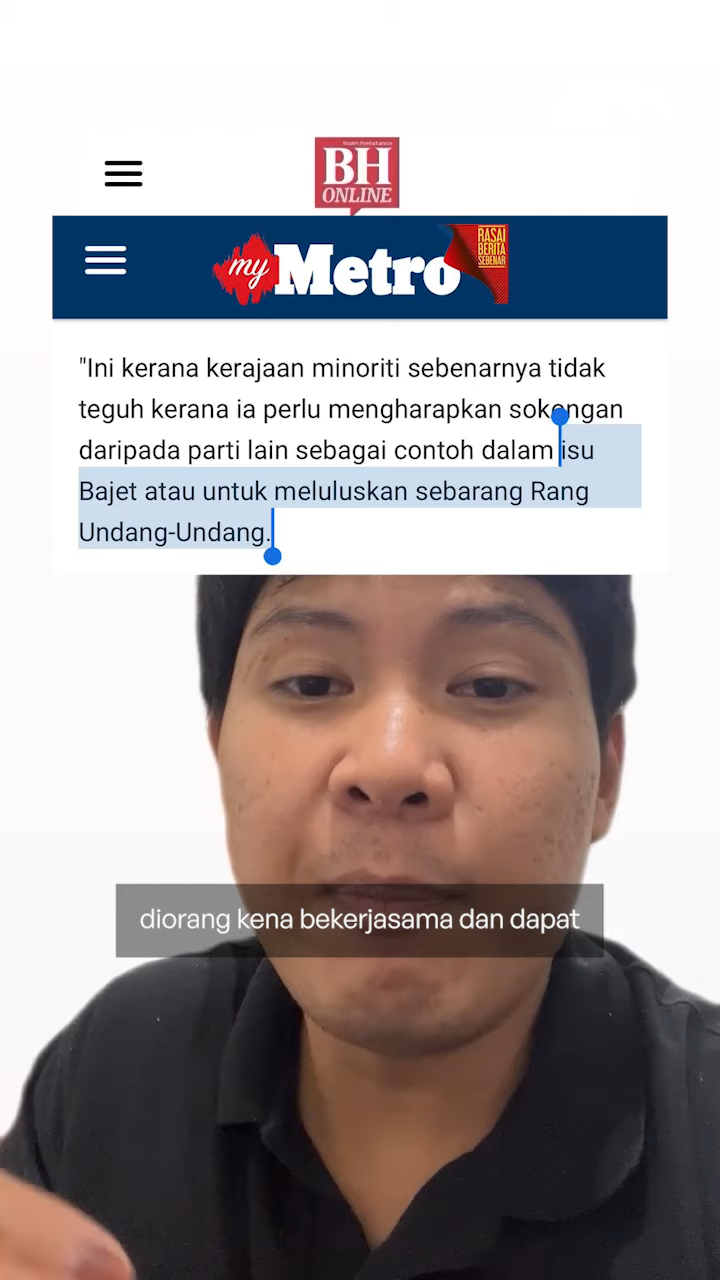 BH
ONLINE
my Metro
RASAI
BERITA
SEBENAR
"Ini kerana kerajaan minoriti sebenarnya tidak
teguh kerana ia perlu mengharapkan sokongan
daripada parti lain sebagai contoh dalam isu
Bajet atau untuk meluluskan sebarang Rang
Undang-Undang.
diorang kena bekerjasama dan dapat